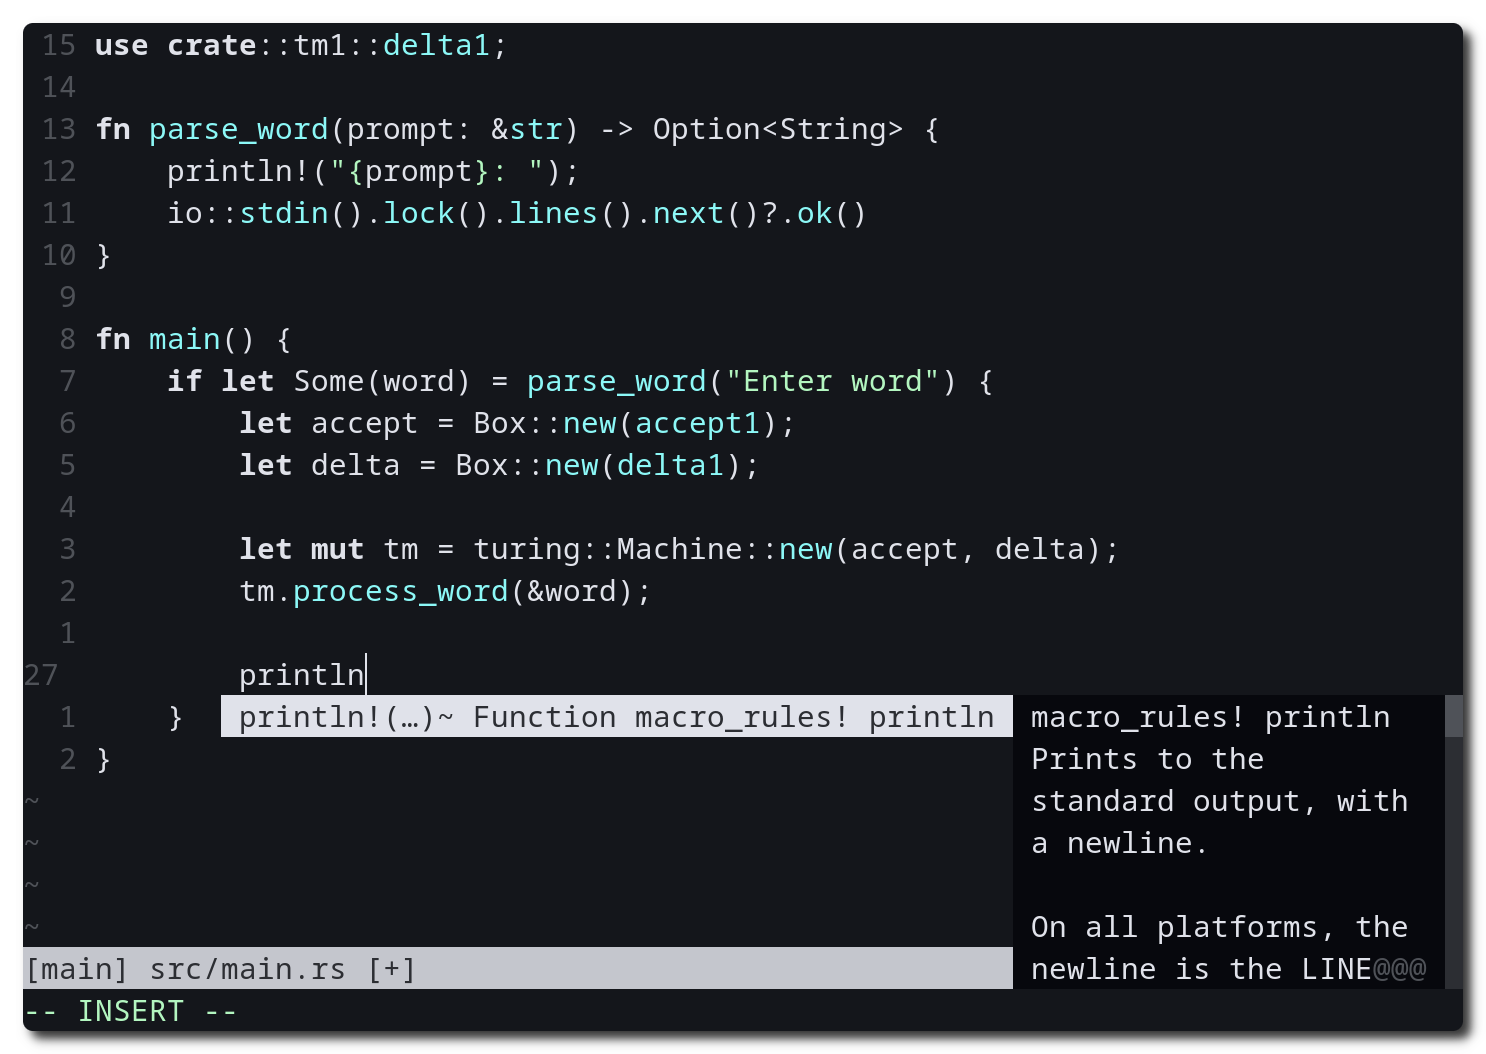 15 use crate::tm1::delta1;
14
13 fn parse_word(prompt: &str) -> Option<String> {
12     println!("{prompt}: ");
11     io::stdin().lock().lines().next()?.ok()
10 }
9
8 fn main() {
7     if let Some(word) = parse_word("Enter word") {
6         let accept = Box::new(accept1);
5         let delta = Box::new(delta1);
4
3         let mut tm = turing::Machine::new(accept, delta);
2         tm.process_word(&word);
1
27         println
1     }   println!(…)~ Function macro_rules! println macro_rules! println
2 } Prints to the
~ standard output, with
~ a newline.
~
~ On all platforms, the
[main] src/main.rs [+] newline is the LINE@@@
-- INSERT --